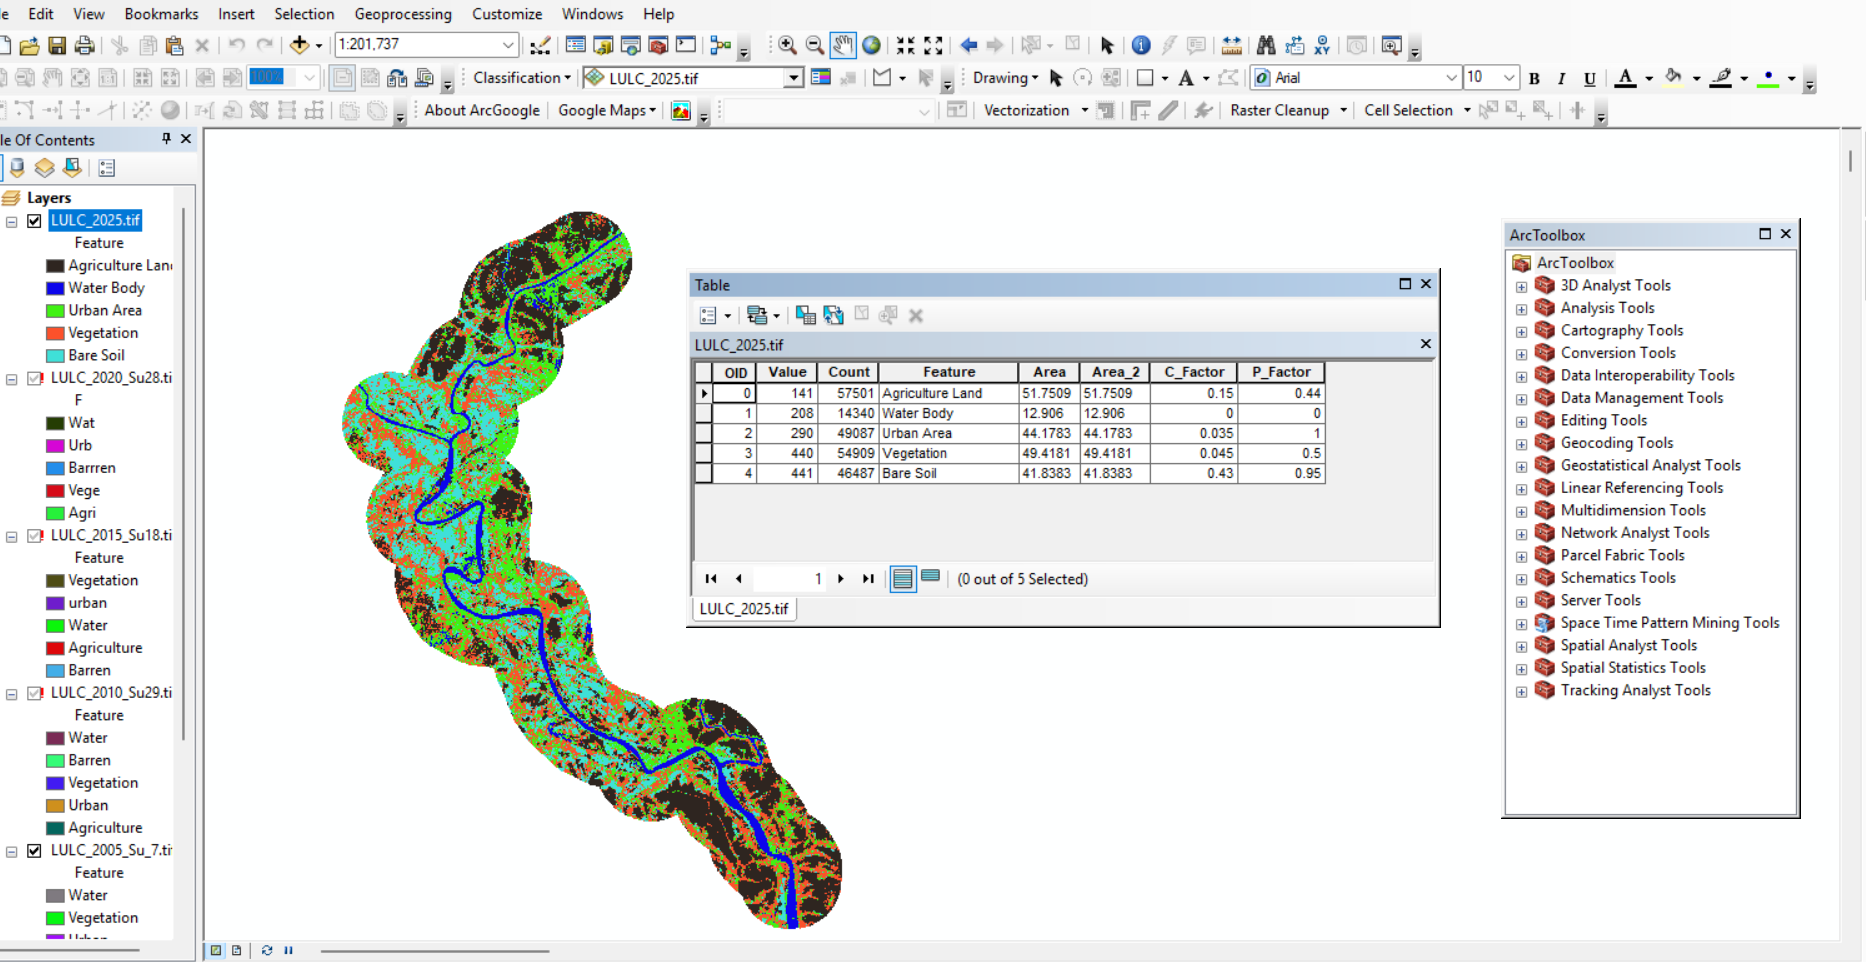 Edit View Bookmarks Insert Selection Geoprocessing Customize Windows Help
1:201,737
100% Classification LULC_2025.tif Drawing A Arial 10 B I U A
About ArcGoogle Google Maps Vectorization Raster Cleanup Cell Selection
le Of Contents
Layers
LULC_2025.tif
Feature
Agriculture Lan
Water Body
Urban Area
Vegetation
Bare Soil
LULC_2020_Su28.ti
F
Wat
Urb
Barrren
Vege
Agri
LULC_2015_Su18.ti
Feature
Vegetation
urban
Water
Agriculture
Barren
LULC_2010_Su29.ti
Feature
Water
Barren
Vegetation
Urban
Agriculture
LULC_2005_Su_7.ti
Feature
Water
Vegetation
Table
LULC_2025.tif
OID Value Count Feature Area Area_2 C_Factor P_Factor
0 141 57501 Agriculture Land 51.7509 51.7509 0.15 0.44
1 208 14340 Water Body 12.906 12.906 0 0
2 290 49087 Urban Area 44.1783 44.1783 0.035 1
3 440 54909 Vegetation 49.4181 49.4181 0.045 0.5
4 441 46487 Bare Soil 41.8383 41.8383 0.43 0.95
1 (0 out of 5 Selected)
LULC_2025.tif
ArcToolbox
ArcToolbox
3D Analyst Tools
Analysis Tools
Cartography Tools
Conversion Tools
Data Interoperability Tools
Data Management Tools
Editing Tools
Geocoding Tools
Geostatistical Analyst Tools
Linear Referencing Tools
Multidimension Tools
Network Analyst Tools
Parcel Fabric Tools
Schematics Tools
Server Tools
Space Time Pattern Mining Tools
Spatial Analyst Tools
Spatial Statistics Tools
Tracking Analyst Tools